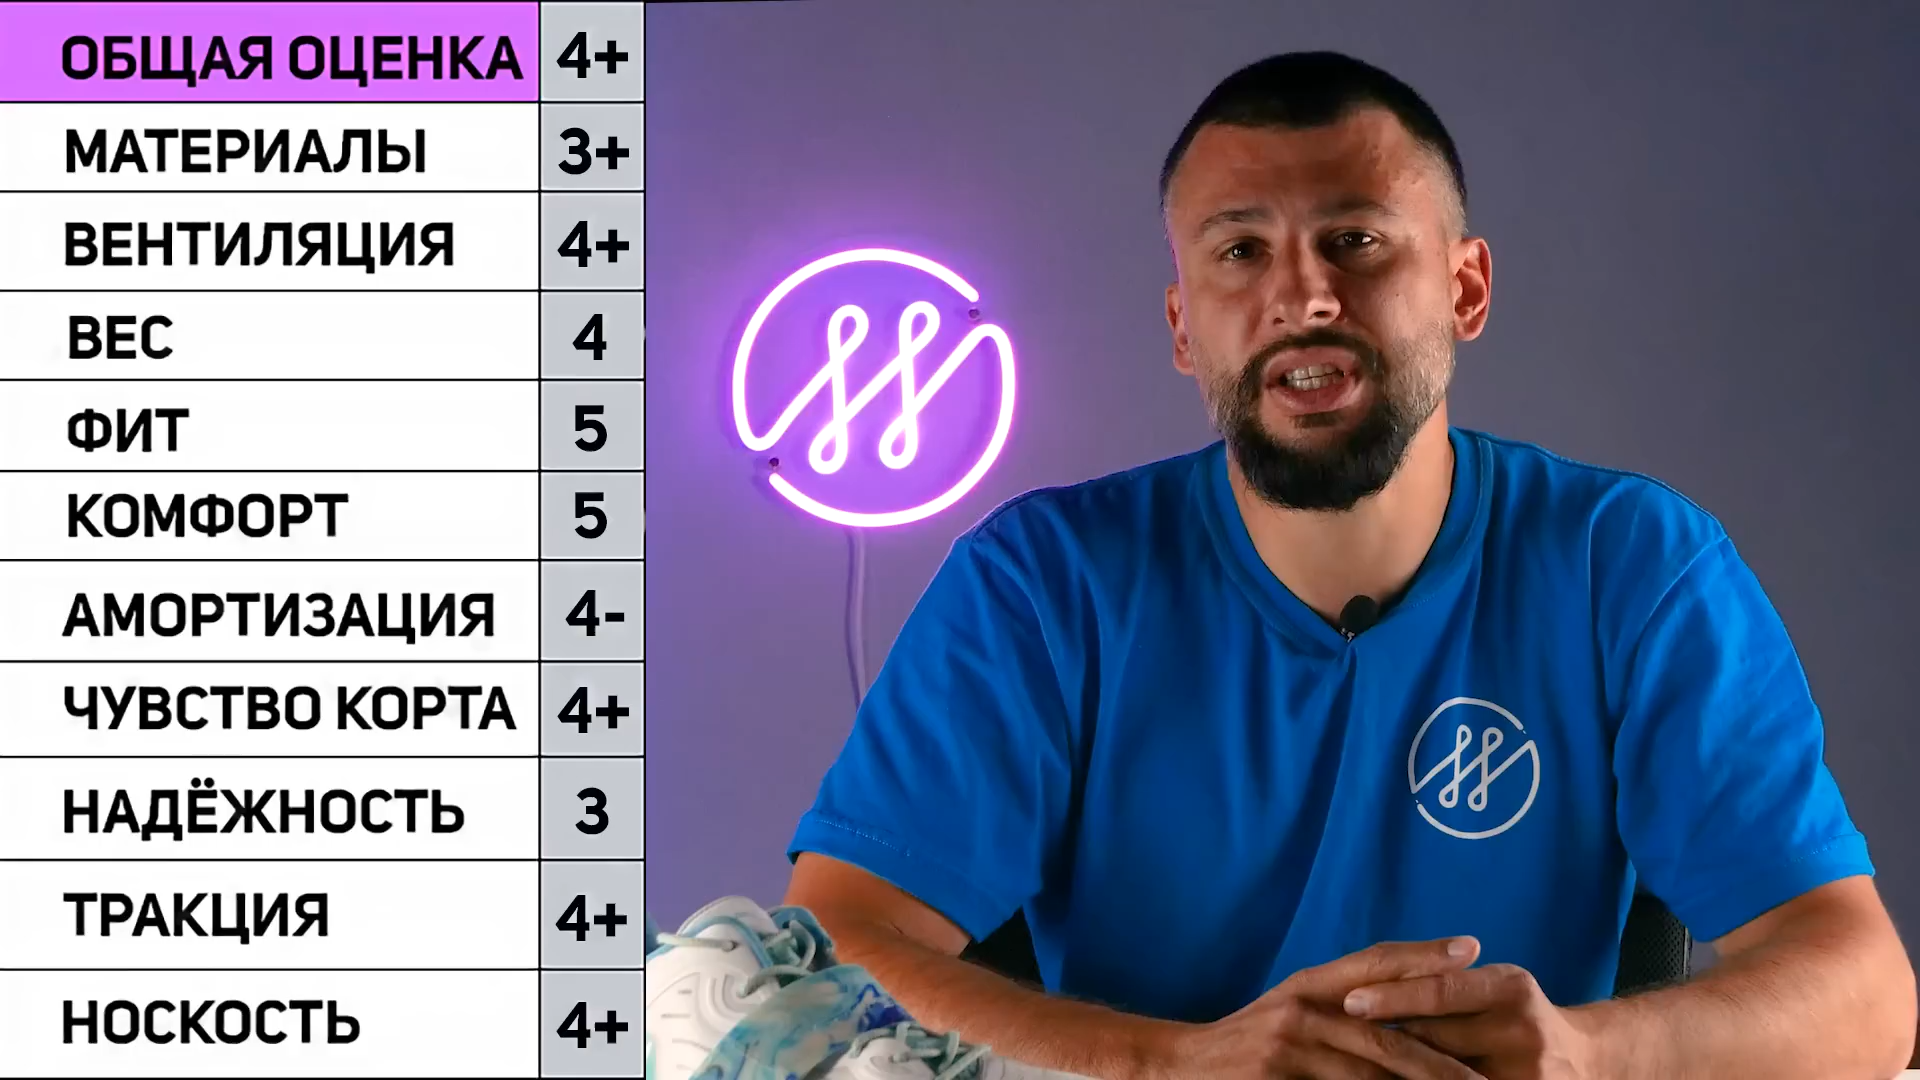 ОБЩАЯ ОЦЕНКА 4+
МАТЕРИАЛЫ 3+
ВЕНТИЛЯЦИЯ 4+
ВЕС 4
ФИТ 5
КОМФОРТ 5
АМОРТИЗАЦИЯ 4-
ЧУВСТВО КОРТА 4+
НАДЁЖНОСТЬ 3
ТРАКЦИЯ 4+
НОСКОСТЬ 4+